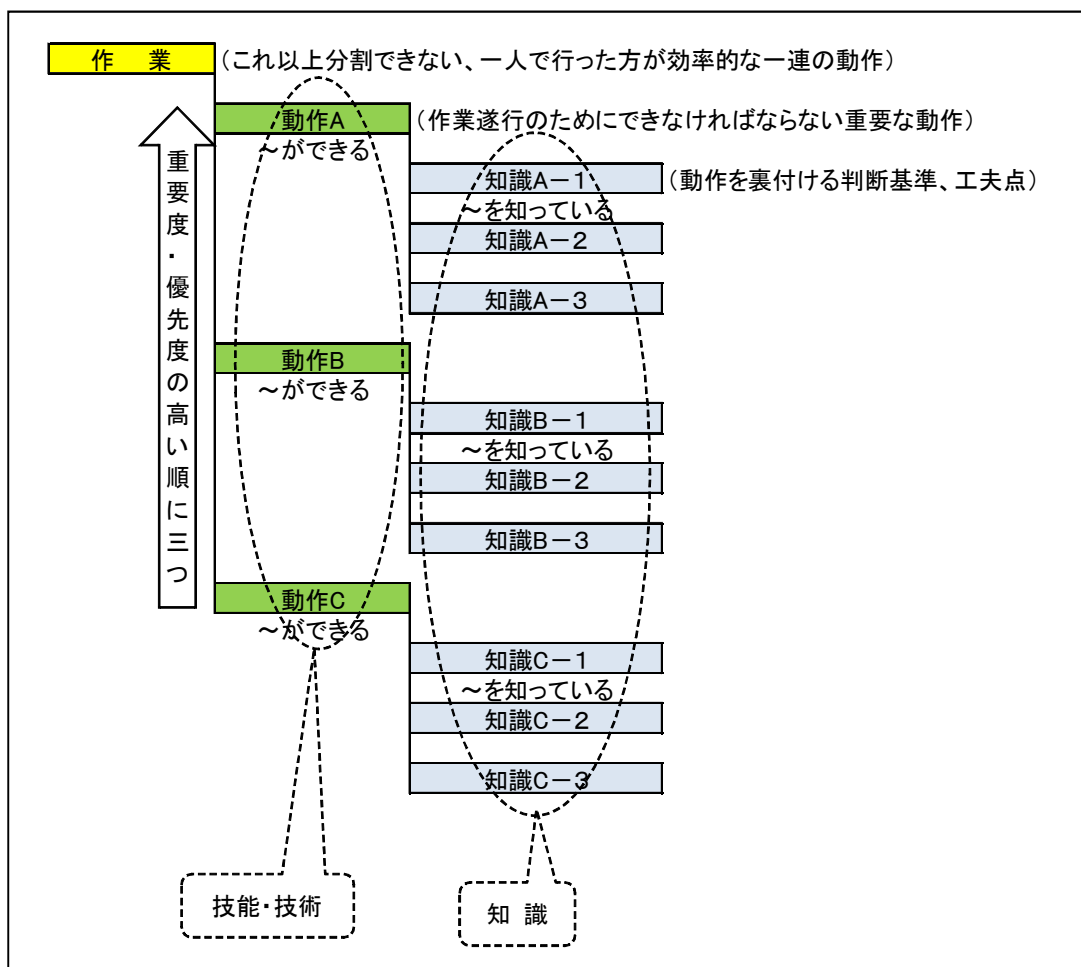 作　業
（これ以上分割できない、一人で行った方が効率的な一連の動作）
動作A
（作業遂行のためにできなければならない重要な動作）
～ができる
知識A－1
（動作を裏付ける判断基準、工夫点）
～を知っている
知識A－2
知識A－3
動作B
～ができる
知識B－1
～を知っている
知識B－2
知識B－3
動作C
～ができる
知識C－1
～を知っている
知識C－2
知識C－3
重要度・優先度の高い順に三つ
技能・技術
知 識